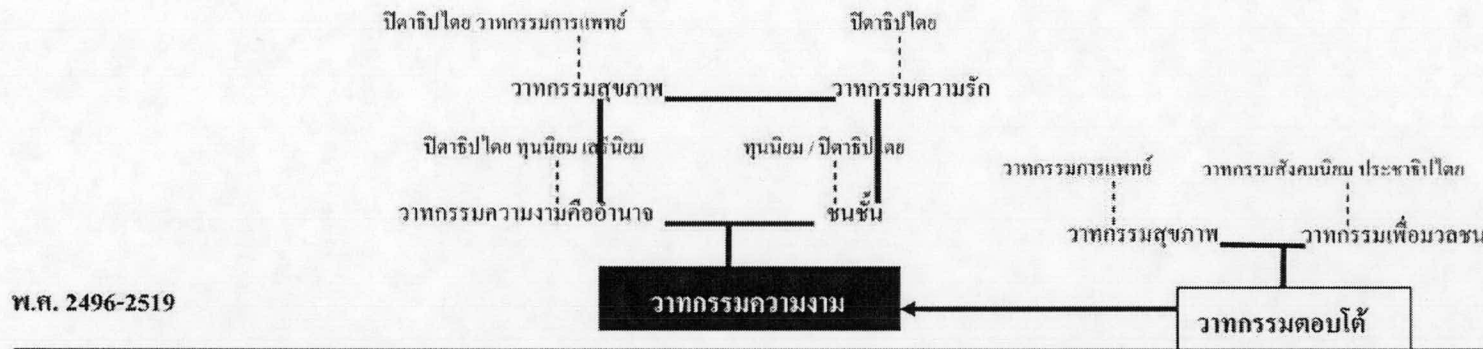 ปิตาธิปไตย วาทกรรมการแพทย์ ปิตาธิปไตย
วาทกรรมสุขภาพ วาทกรรมความรัก
ปิตาธิปไตย ทุนนิยม เสรีนิยม ทุนนิยม / ปิตาธิปไตย
วาทกรรมการแพทย์ วาทกรรมสังคมนิยม ประชาธิปไตย
วาทกรรมความงามคืออำนาจ ชนชั้น
วาทกรรมสุขภาพ วาทกรรมเพื่อมวลชน
พ.ศ. 2496-2519 วาทกรรมความงาม
วาทกรรมตอบโต้